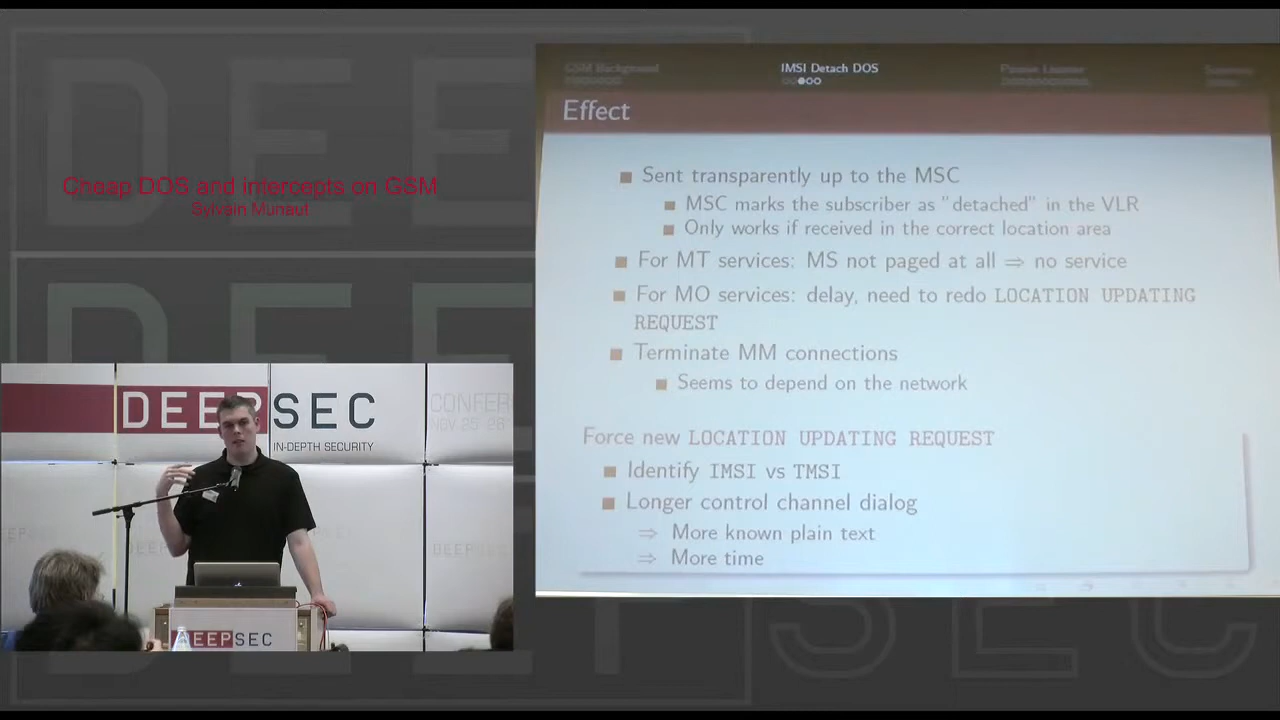 Cheap DOS and intercepts on GSM
Sylvain Munaut
GSM Background
IMSI Detach DOS
Effect
■ Sent transparently up to the MSC
■ MSC marks the subscriber as "detached" in the VLR
■ Only works if received in the correct location area
■ For MT services: MS not paged at all ⇒ no service
■ For MO services: delay, need to redo LOCATION UPDATING
REQUEST
■ Terminate MM connections
■ Seems to depend on the network
Force new LOCATION UPDATING REQUEST
■ Identify IMSI vs TMSI
■ Longer control channel dialog
⇒ More known plain text
⇒ More time
DEEPSEC
IN-DEPTH SECURITY
CONFER
NOV 25-26
DEEPSEC
DEEPSEC